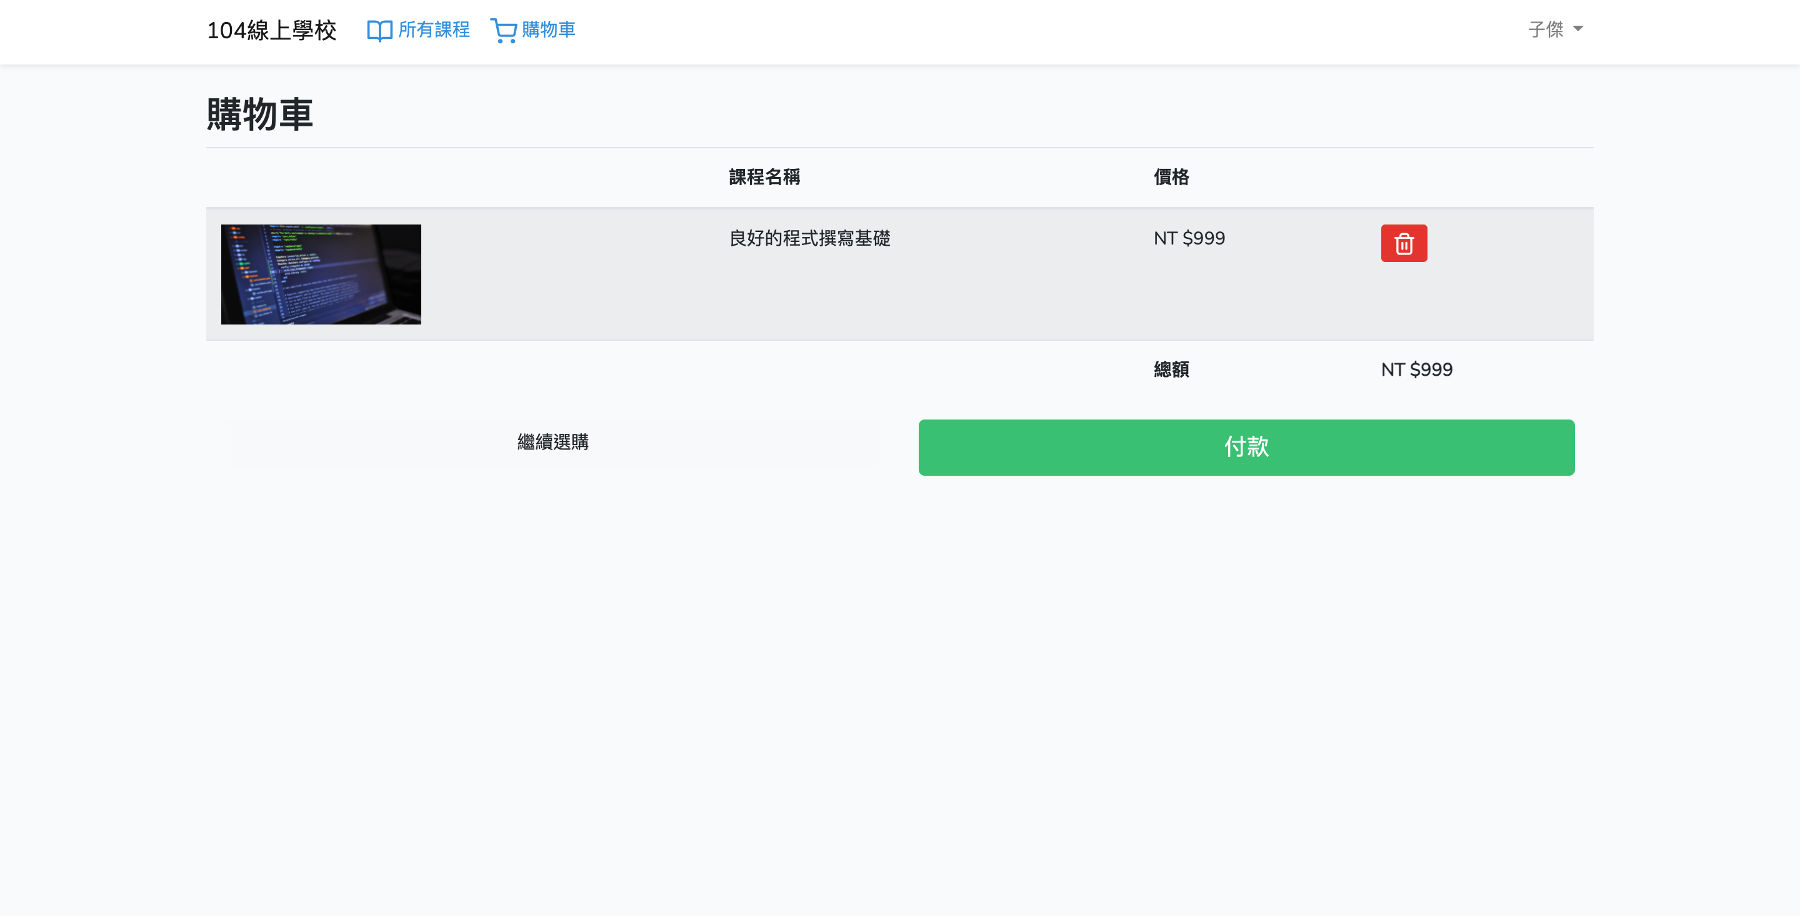 104線上學校 所有課程 購物車 子傑
購物車
課程名稱 價格
良好的程式撰寫基礎 NT $999
總額 NT $999
繼續選購 付款